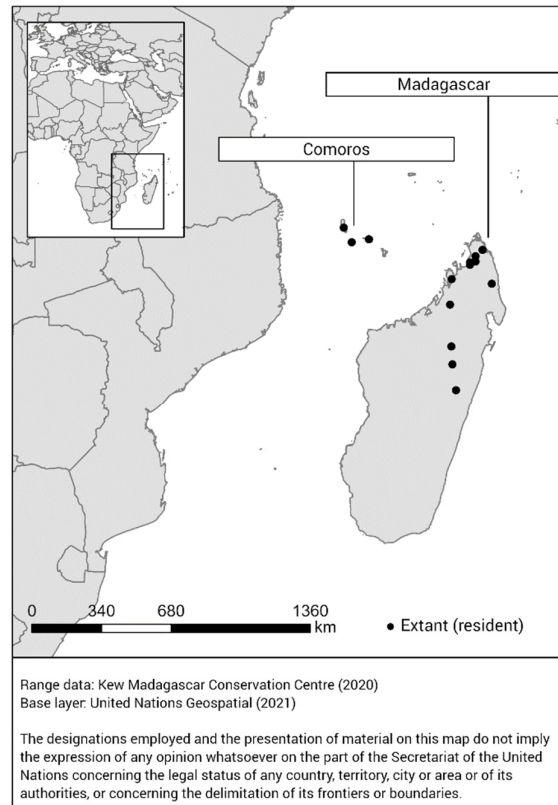 Madagascar
Comoros
0 340 680 1360
km
Extant (resident)
Range data: Kew Madagascar Conservation Centre (2020)
Base layer: United Nations Geospatial (2021)
The designations employed and the presentation of material on this map do not imply
the expression of any opinion whatsoever on the part of the Secretariat of the United
Nations concerning the legal status of any country, territory, city or area or of its
authorities, or concerning the delimitation of its frontiers or boundaries.